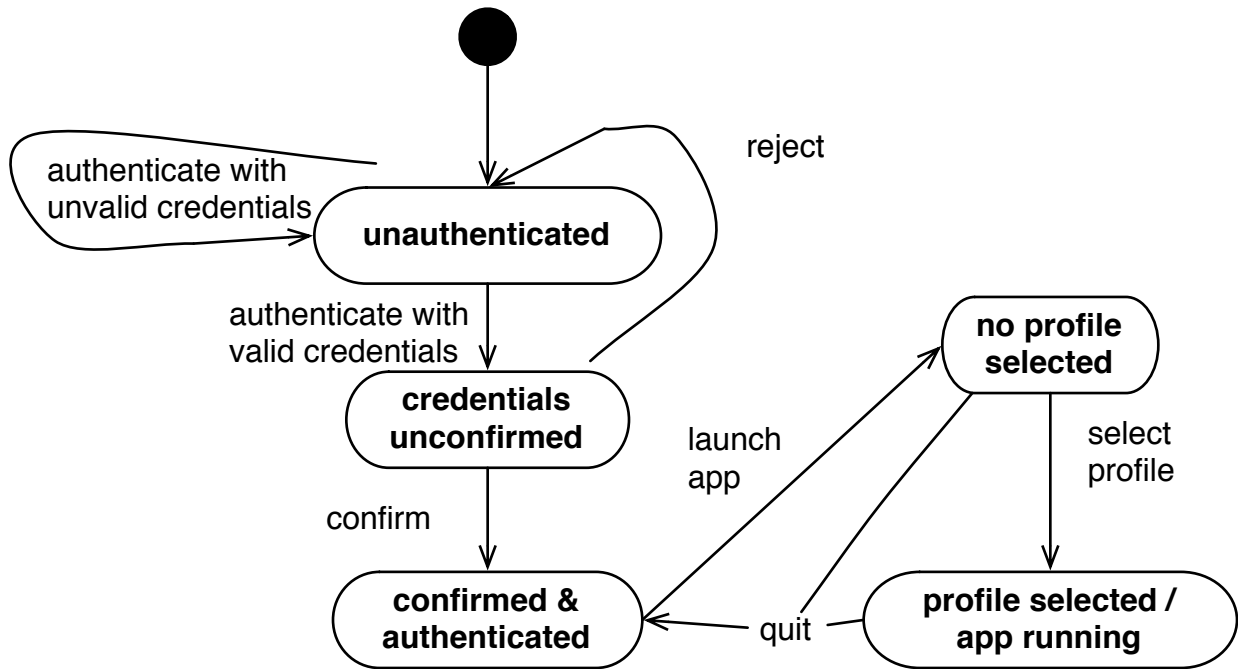 reject
authenticate with
unvalid credentials
unauthenticated
authenticate with
valid credentials
no profile
selected
credentials
unconfirmed
launch
app
select
profile
confirm
confirmed &
authenticated
quit
profile selected /
app running